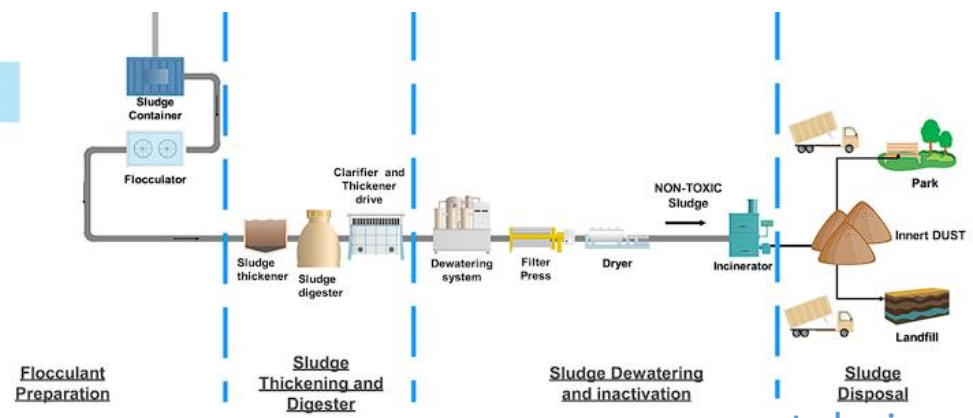 Sludge
Container
Flocculator
Sludge
thickener
Sludge
digester
Clarifier and
Thickener
drive
Dewatering
system
Filter
Press
Dryer
NON-TOXIC
Sludge
Incinerator
Park
Innert DUST
Landfill
Flocculant
Preparation
Sludge
Thickening and
Digester
Sludge Dewatering
and inactivation
Sludge
Disposal